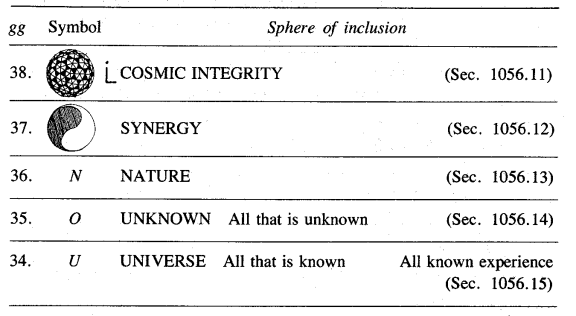 gg Symbol Sphere of inclusion
38. i COSMIC INTEGRITY (Sec. 1056.11)
37. SYNERGY (Sec. 1056.12)
36. N NATURE (Sec. 1056.13)
35. O UNKNOWN All that is unknown (Sec. 1056.14)
34. U UNIVERSE All that is known All known experience
(Sec. 1056.15)